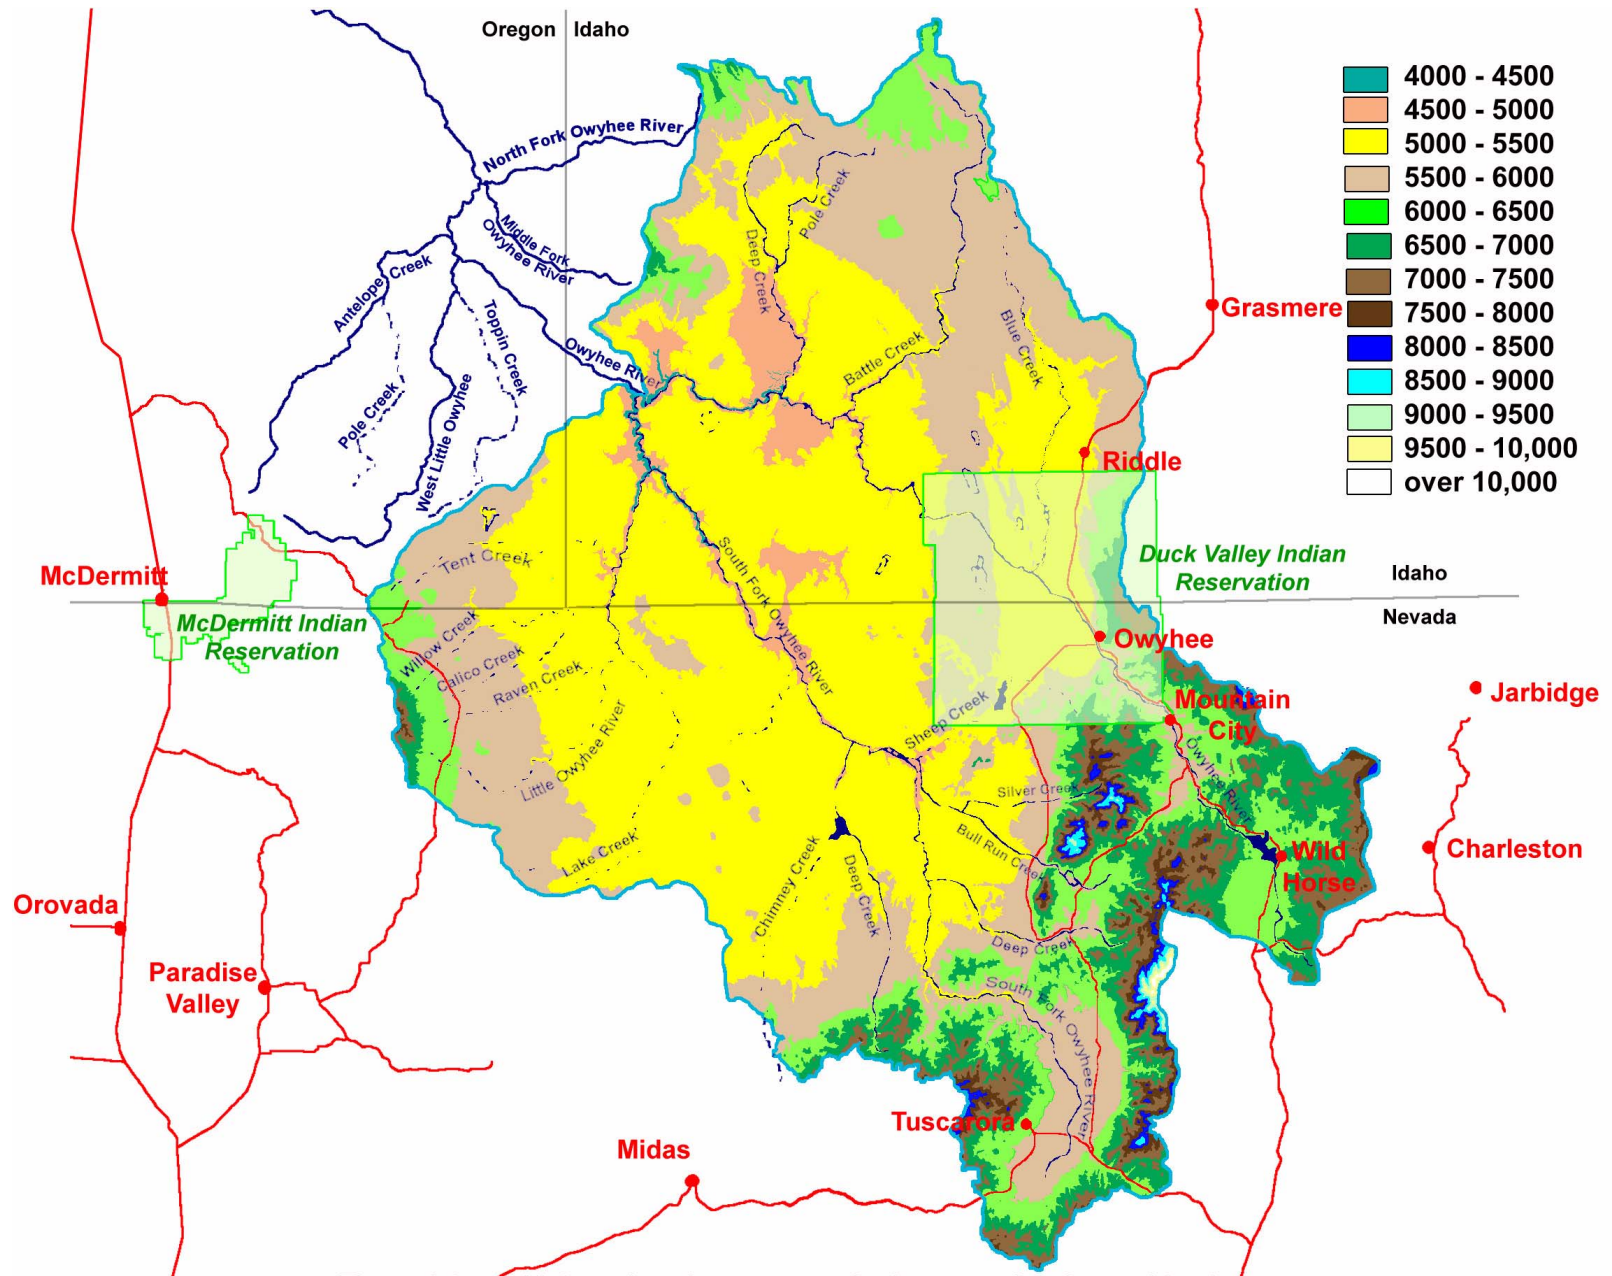 Oregon
Idaho
4000 - 4500
4500 - 5000
5000 - 5500
5500 - 6000
6000 - 6500
6500 - 7000
7000 - 7500
7500 - 8000
8000 - 8500
8500 - 9000
9000 - 9500
9500 - 10,000
over 10,000
North Fork Owyhee River
Middle Fork
Owyhee River
Antelope Creek
Toppin Creek
Pole Creek
West Little Owyhee
Owyhee River
Deep Creek
Pole Creek
Battle Creek
Blue Creek
Grasmere
Riddle
Duck Valley Indian
Reservation
Idaho
Nevada
McDermitt
McDermitt Indian
Reservation
Tent Creek
Willow Creek
Calico Creek
Raven Creek
South Fork Owyhee River
Owyhee
Little Owyhee River
Sheep Creek
Mountain
City
Jarbidge
Owyhee River
Silver Creek
Bull Run Creek
Wild
Horse
Charleston
Lake Creek
Chimney Creek
Deep Creek
Deep Creek
South Fork Owyhee River
Orovada
Paradise
Valley
Tuscarora
Midas